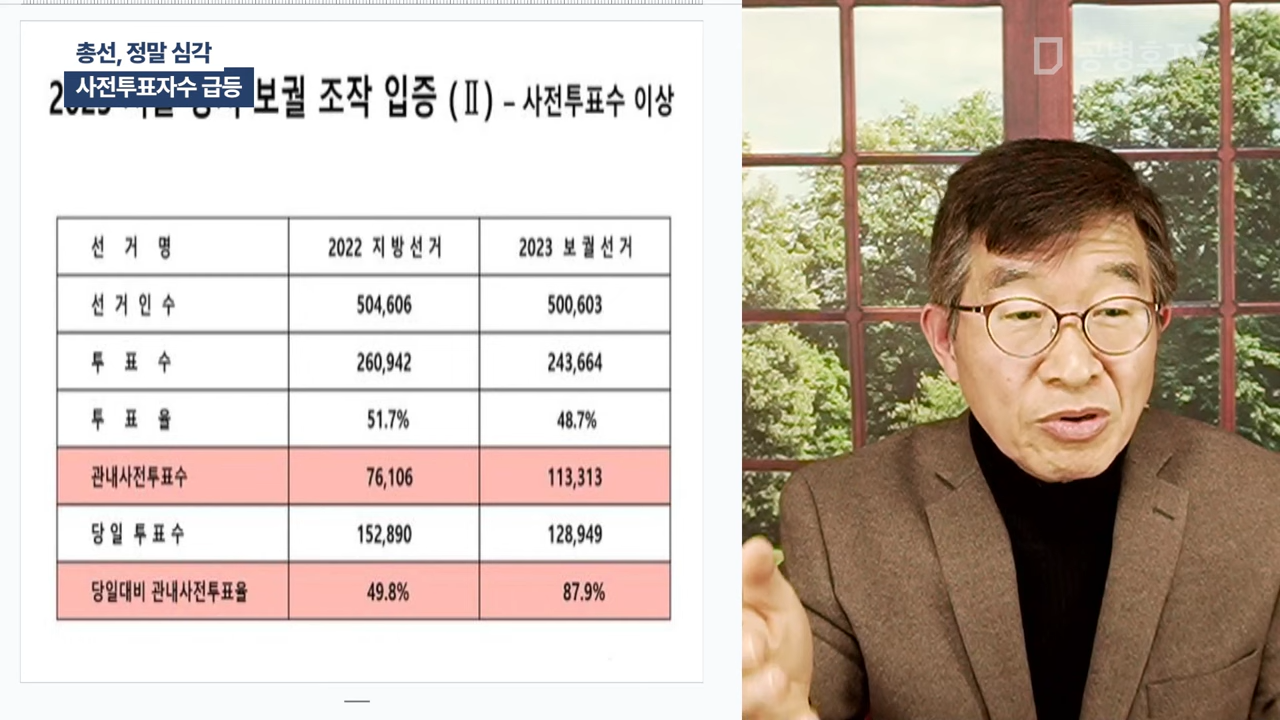 총선, 정말 심각
사전투표자수 급등
보궐 조작 입증 (Ⅱ) – 사전투표수 이상
공병호TV
선 거 명 2022 지방선거 2023 보궐선거
선 거 인 수 504,606 500,603
투 표 수 260,942 243,664
투 표 율 51.7% 48.7%
관내사전투표수 76,106 113,313
당일 투표수 152,890 128,949
당일대비 관내사전투표율 49.8% 87.9%